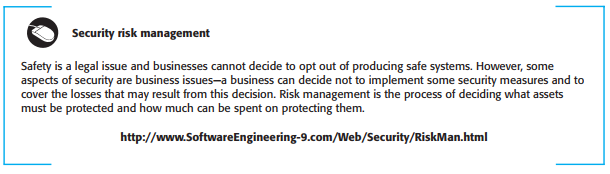 Security risk management
Safety is a legal issue and businesses cannot decide to opt out of producing safe systems. However, some
aspects of security are business issues—a business can decide not to implement some security measures and to
cover the losses that may result from this decision. Risk management is the process of deciding what assets
must be protected and how much can be spent on protecting them.
http://www.SoftwareEngineering-9.com/Web/Security/RiskMan.html